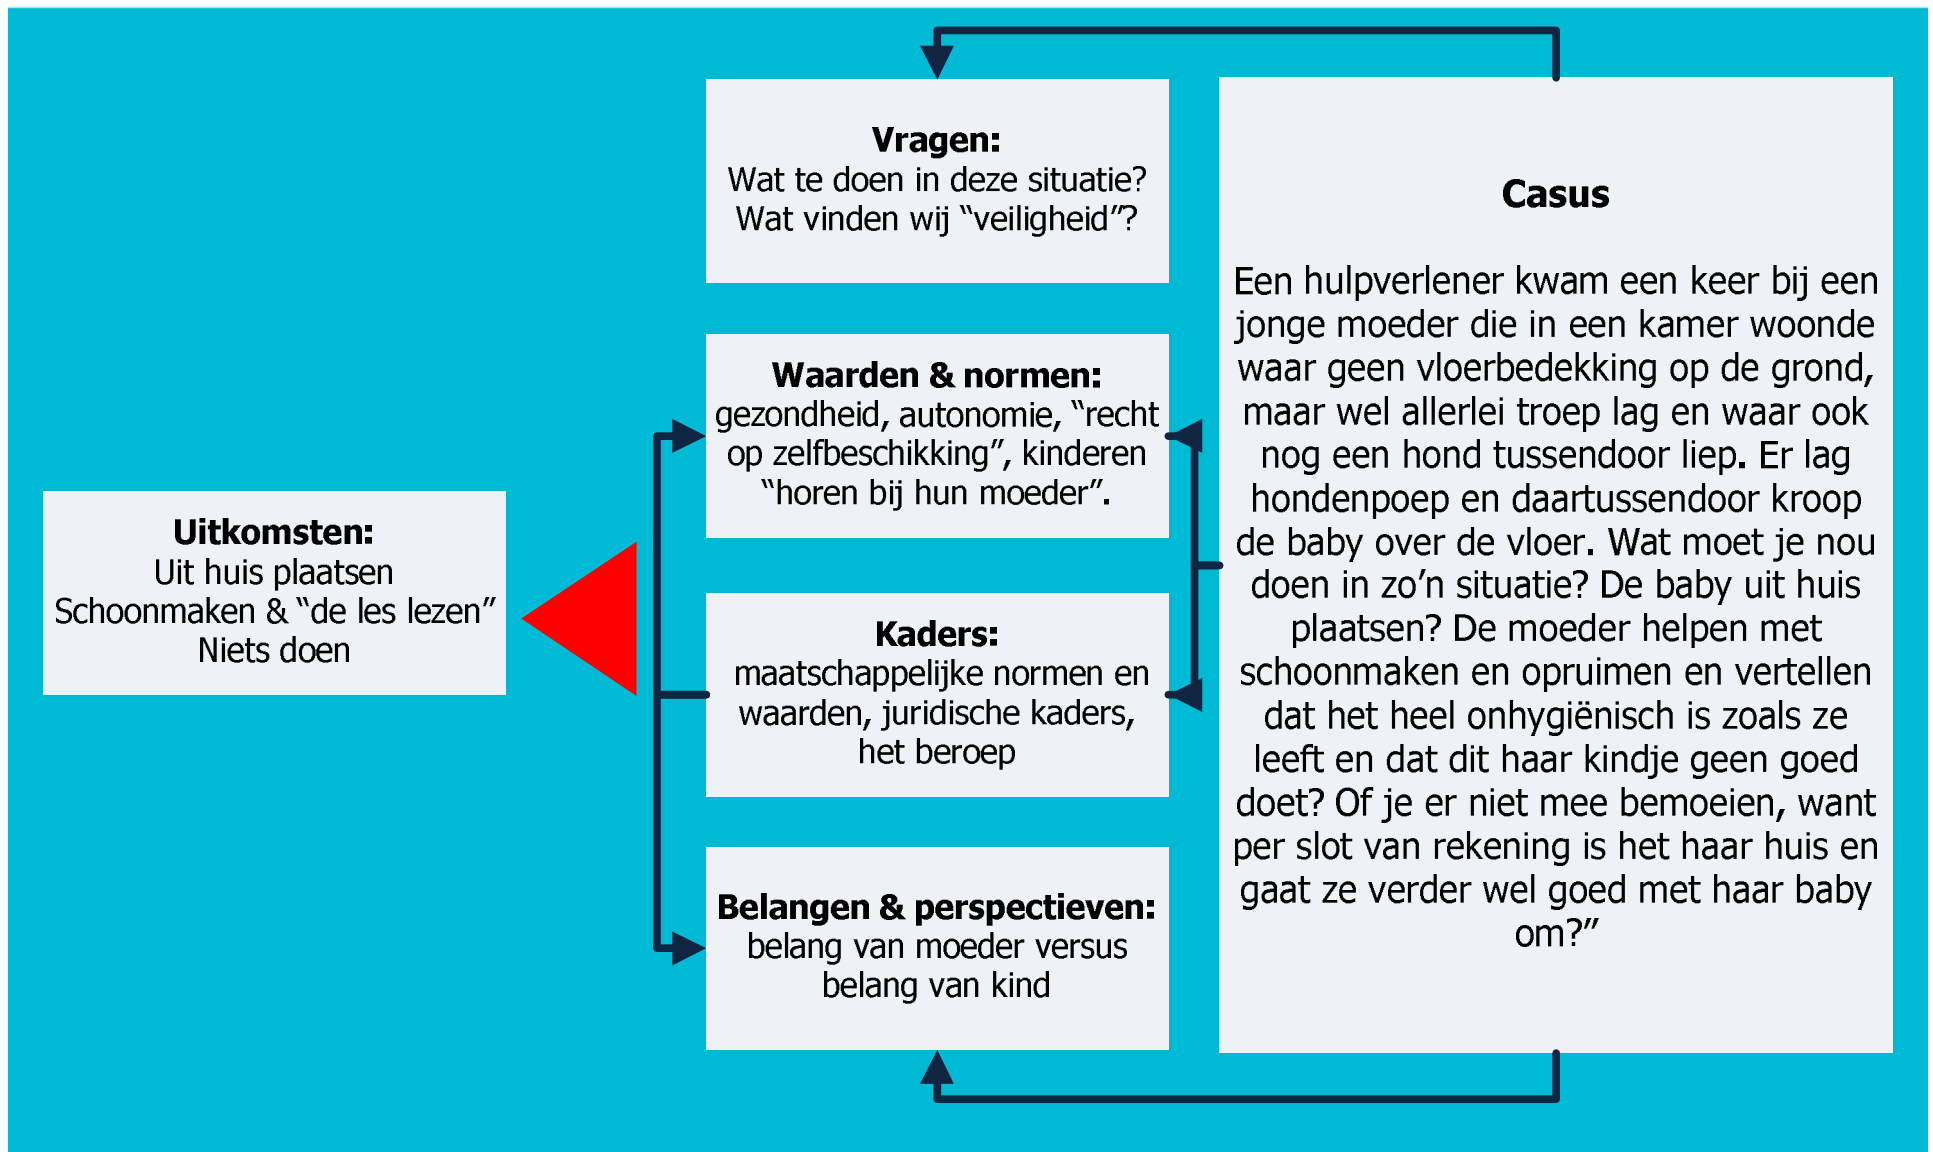 Vragen:
Wat te doen in deze situatie?
Wat vinden wij “veiligheid”?
Waarden & normen:
gezondheid, autonomie, “recht
op zelfbeschikking”, kinderen
“horen bij hun moeder”.
Uitkomsten:
Uit huis plaatsen
Schoonmaken & “de les lezen”
Niets doen
Kaders:
maatschappelijke normen en
waarden, juridische kaders,
het beroep
Belangen & perspectieven:
belang van moeder versus
belang van kind
Casus
Een hulpverlener kwam een keer bij een
jonge moeder die in een kamer woonde
waar geen vloerbedekking op de grond,
maar wel allerlei troep lag en waar ook
nog een hond tussendoor liep. Er lag
hondenpoep en daartussendoor kroop
de baby over de vloer. Wat moet je nou
doen in zo’n situatie? De baby uit huis
plaatsen? De moeder helpen met
schoonmaken en opruimen en vertellen
dat het heel onhygiënisch is zoals ze
leeft en dat dit haar kindje geen goed
doet? Of je er niet mee bemoeien, want
per slot van rekening is het haar huis en
gaat ze verder wel goed met haar baby
om?”